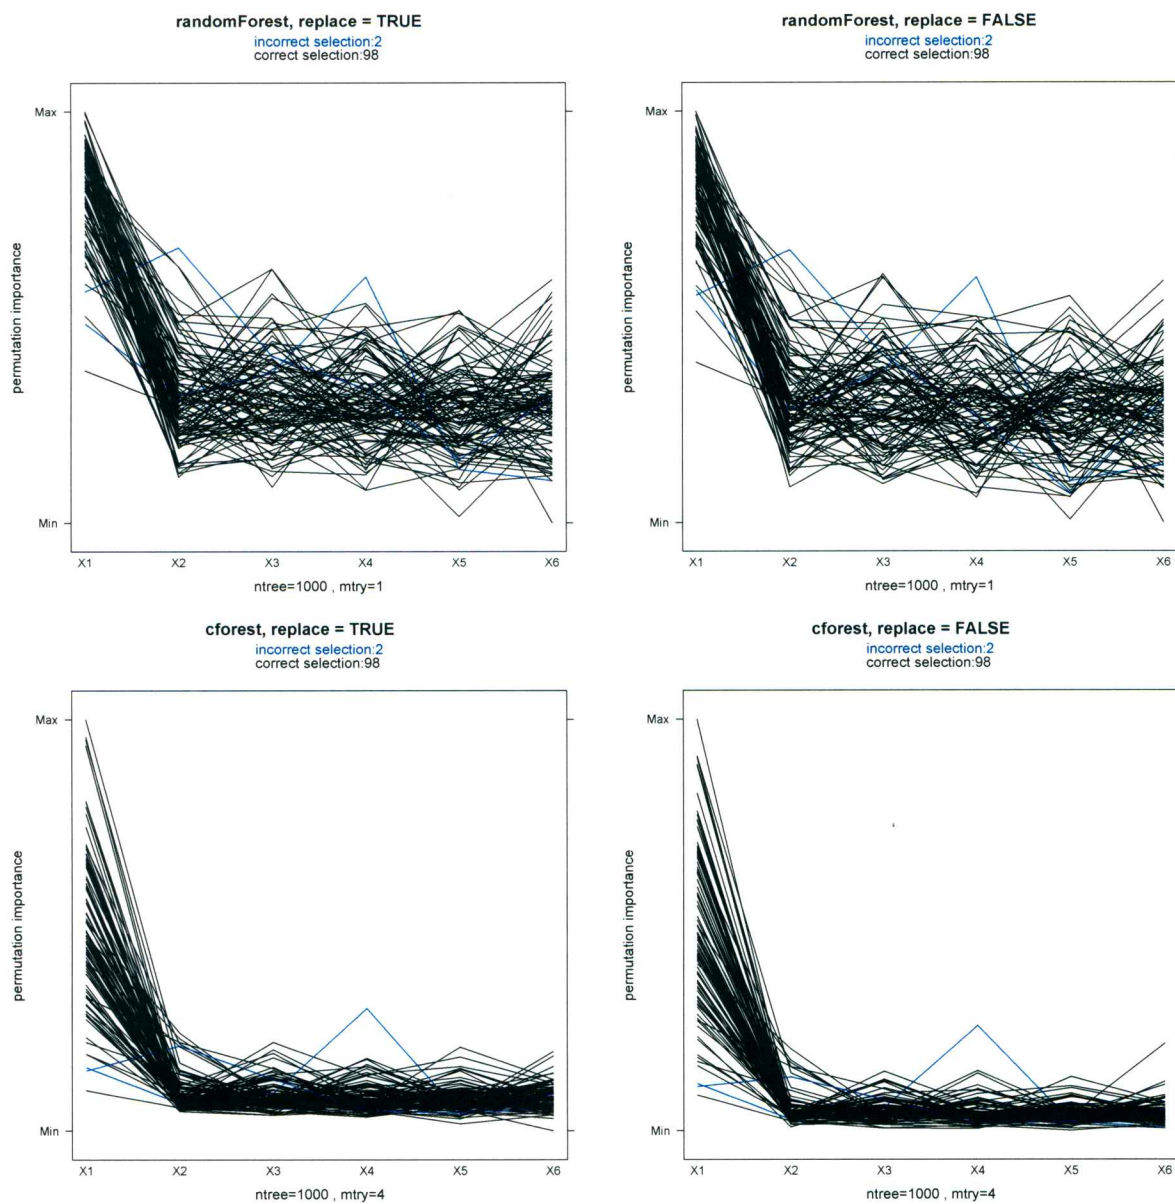 randomForest, replace = TRUE
incorrect selection:2
correct selection:98
Max
permutation importance
Min
X1 X2 X3 X4 X5 X6
ntree=1000 , mtry=1
randomForest, replace = FALSE
incorrect selection:2
correct selection:98
Max
permutation importance
Min
X1 X2 X3 X4 X5 X6
ntree=1000 , mtry=1
cforest, replace = TRUE
incorrect selection:2
correct selection:98
Max
permutation importance
Min
X1 X2 X3 X4 X5 X6
ntree=1000 , mtry=4
cforest, replace = FALSE
incorrect selection:2
correct selection:98
Max
permutation importance
Min
X1 X2 X3 X4 X5 X6
ntree=1000 , mtry=4